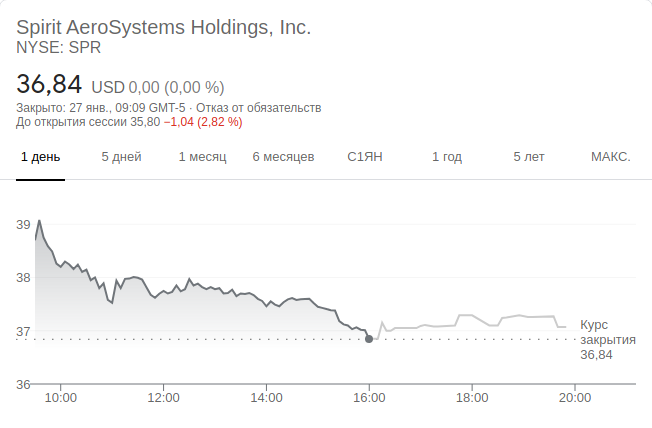 Spirit AeroSystems Holdings, Inc.
NYSE: SPR
36,84 USD 0,00 (0,00 %)
Закрыто: 27 янв., 09:09 GMT-5 · Отказ от обязательств
До открытия сессии 35,80 −1,04 (2,82 %)
1 день 5 дней 1 месяц 6 месяцев С1ЯН 1 год 5 лет МАКС.
39
38
37
Курс
закрытия
36,84
36
10:00 12:00 14:00 16:00 18:00 20:00